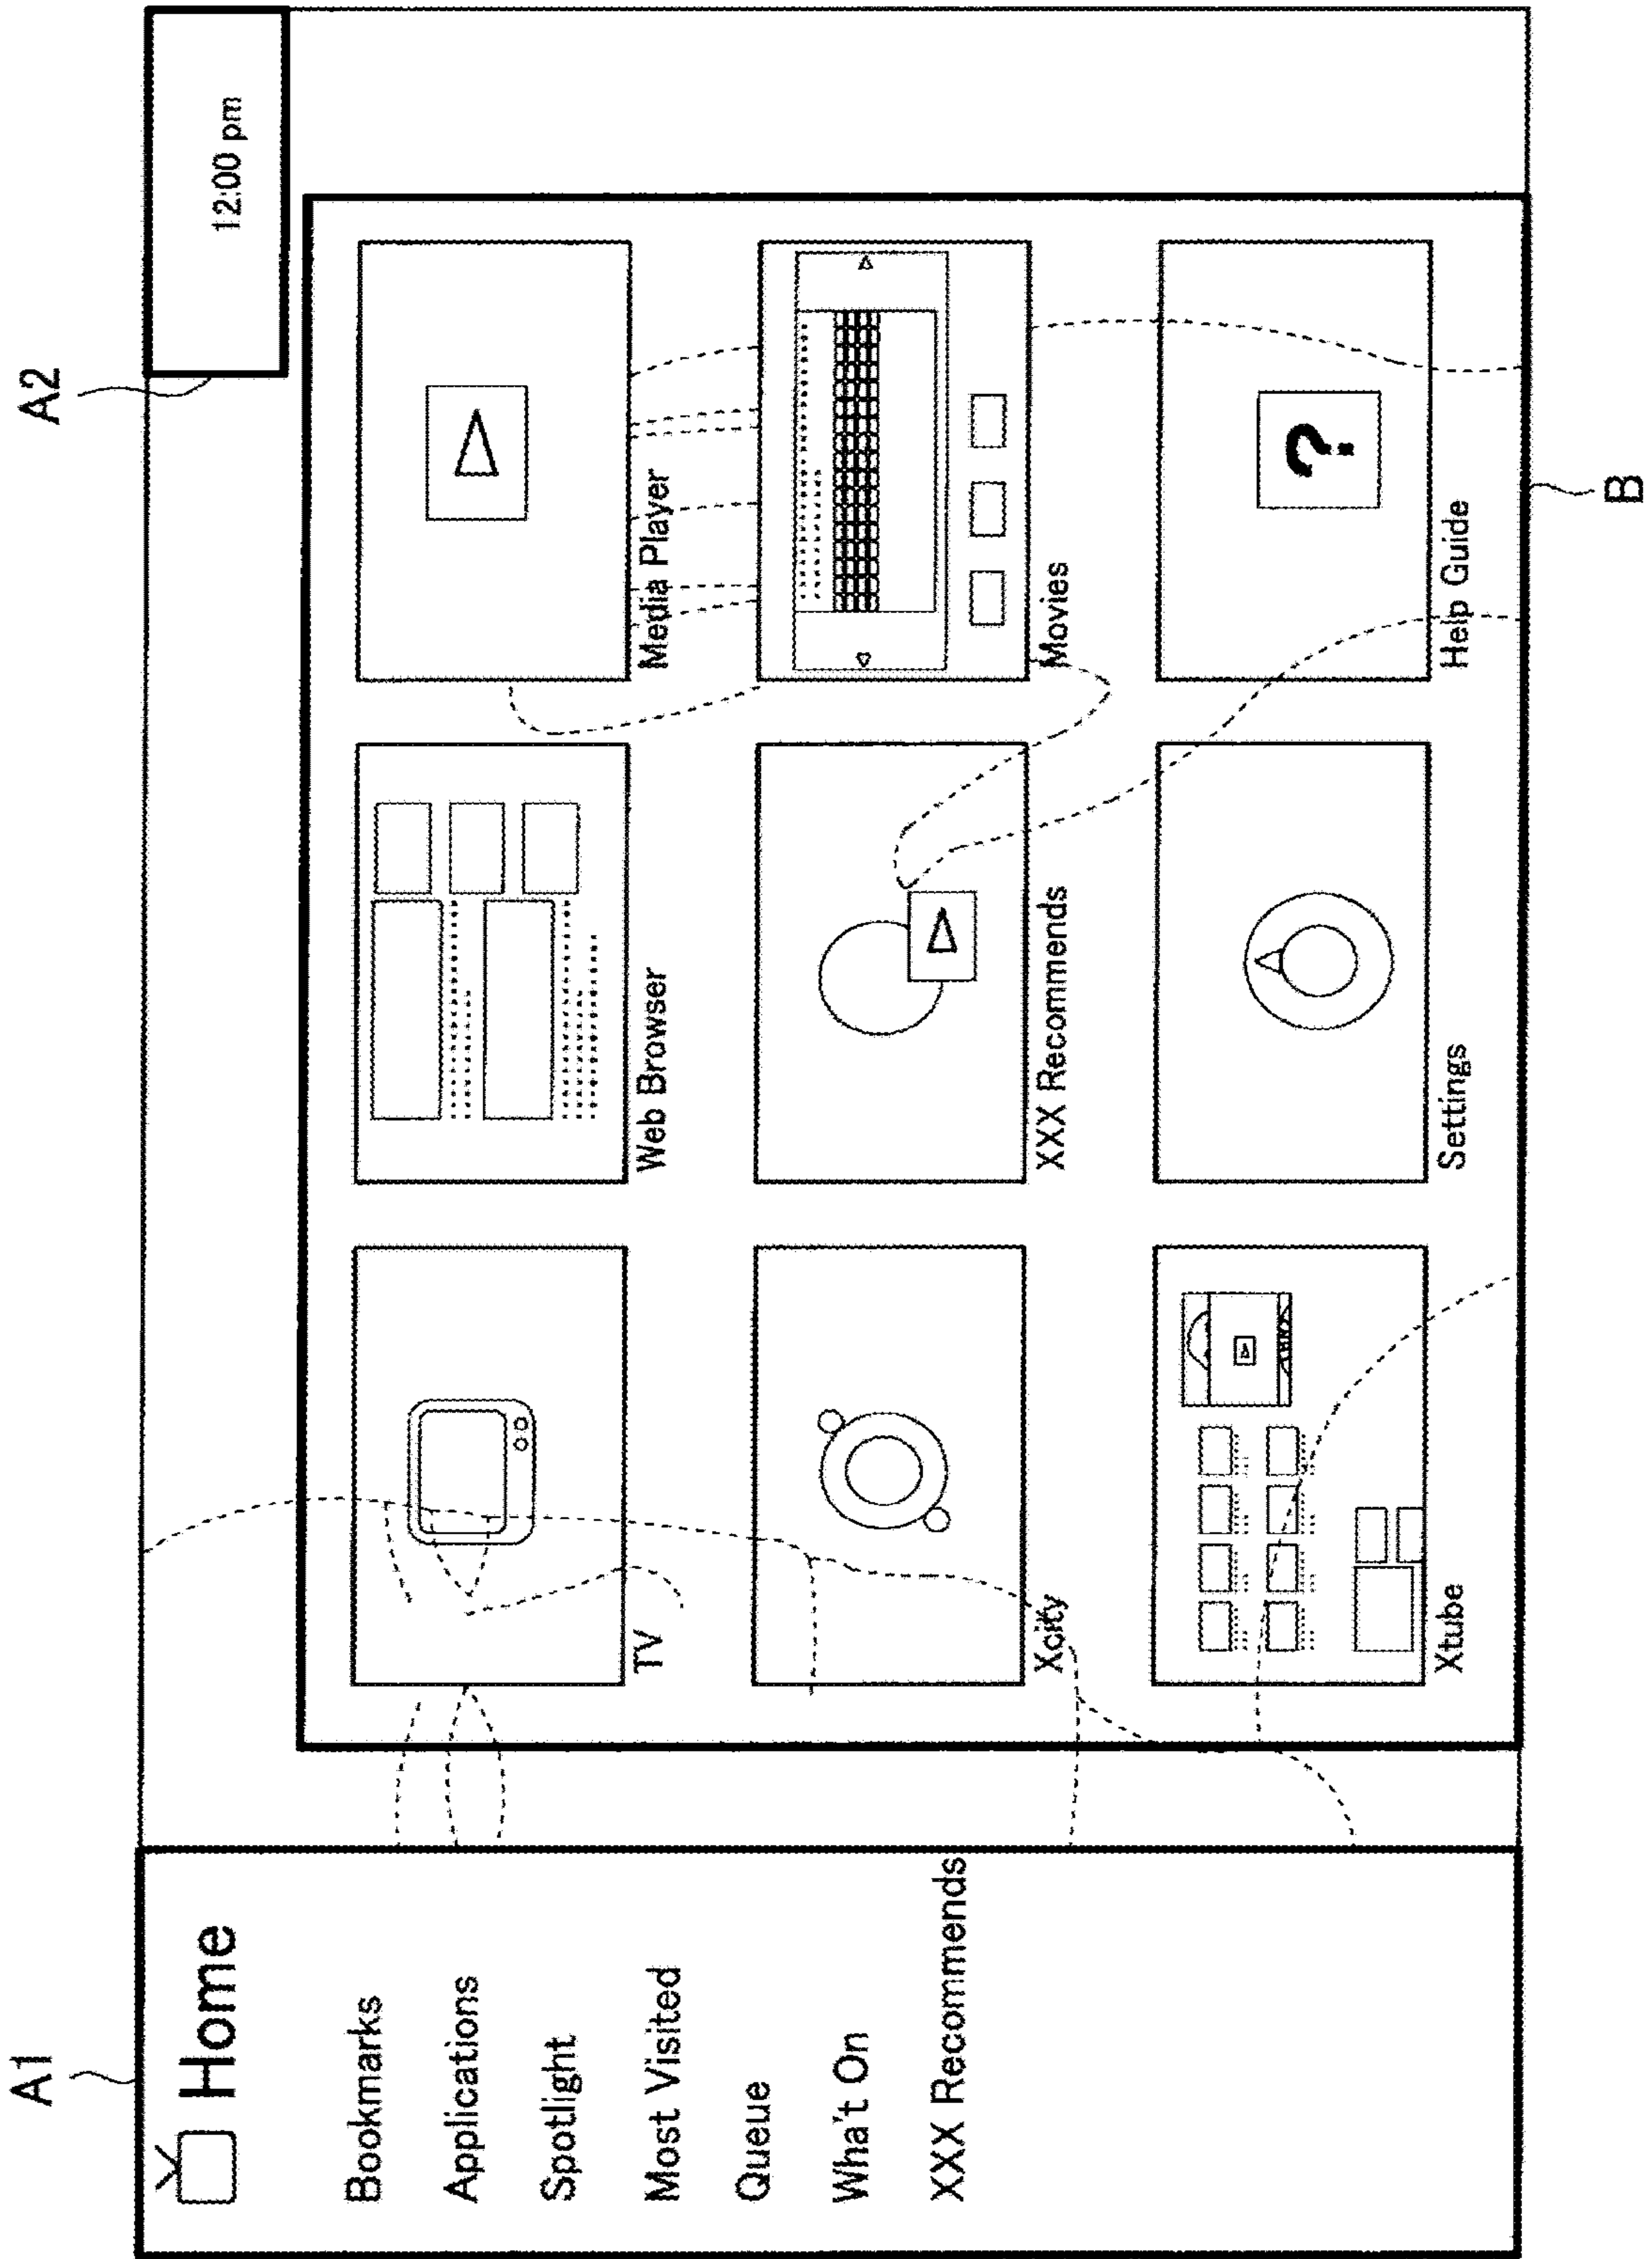 A1
A2
Home
12:00 pm
Bookmarks
Applications
Spotlight
Most Visited
Queue
Wha't On
XXX Recommends
TV
Web Browser
Media Player
Xcity
XXX Recommends
Movies
Xtube
Settings
?
Help Guide
B